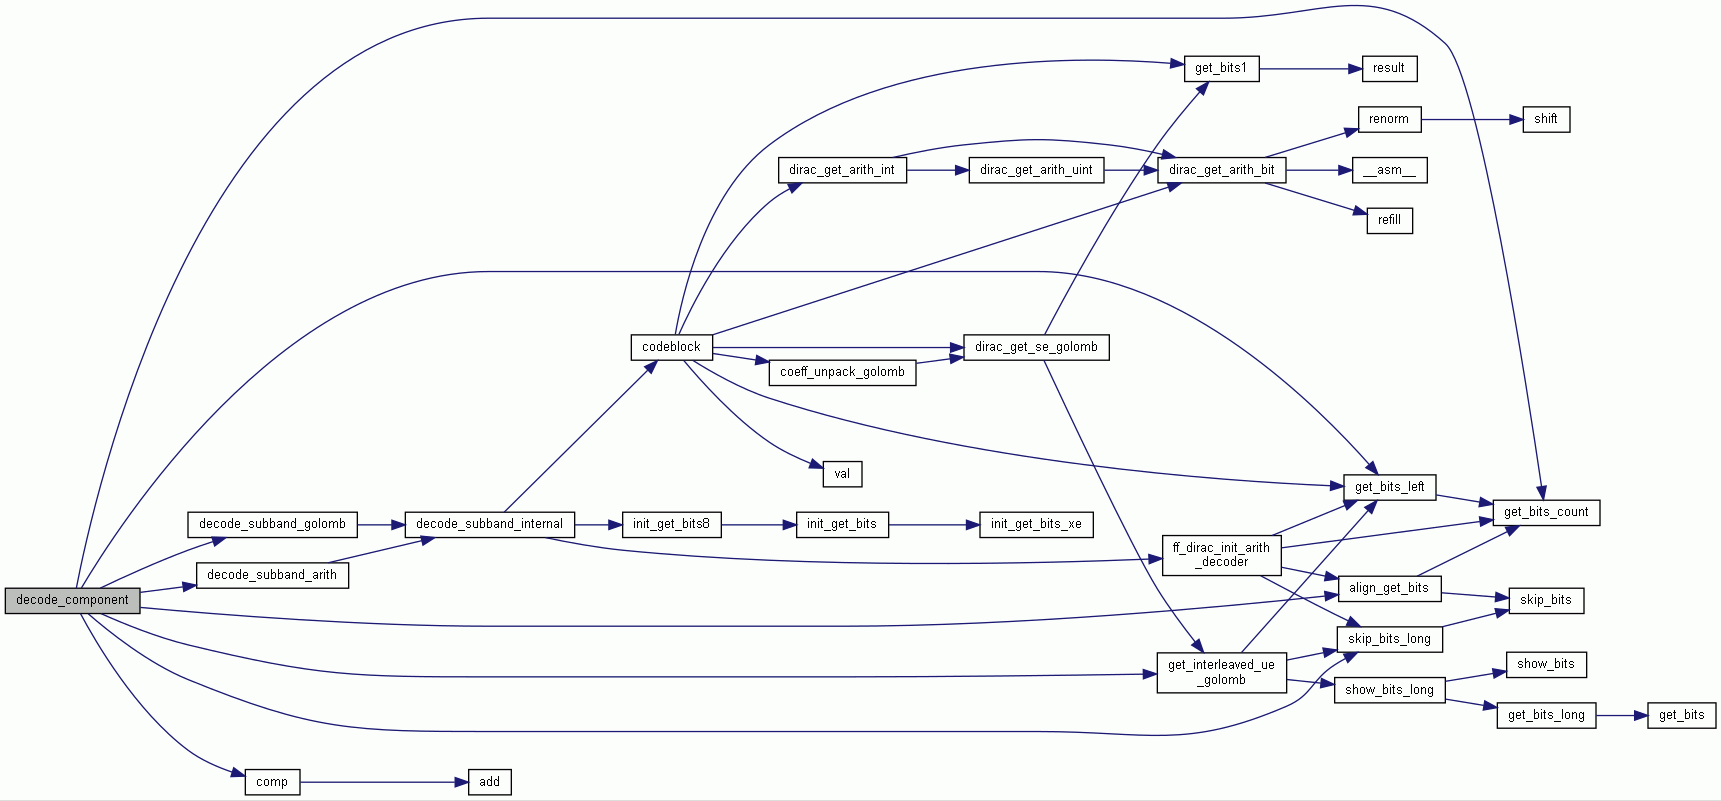 get_bits1
result
renorm
shift
dirac_get_arith_int
dirac_get_arith_uint
dirac_get_arith_bit
__asm__
refill
codeblock
dirac_get_se_golomb
coeff_unpack_golomb
val
get_bits_left
get_bits_count
decode_subband_golomb
decode_subband_internal
init_get_bits8
init_get_bits
init_get_bits_xe
ff_dirac_init_arith
_decoder
decode_subband_arith
align_get_bits
decode_component
skip_bits
skip_bits_long
get_interleaved_ue
_golomb
show_bits
show_bits_long
get_bits_long
get_bits
comp
add